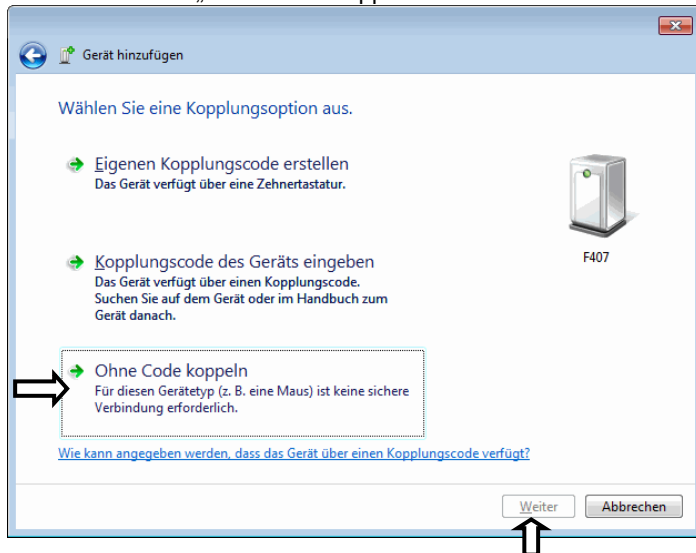 Gerät hinzufügen
Wählen Sie eine Kopplungsoption aus.
Eigenen Kopplungscode erstellen
Das Gerät verfügt über eine Zehnertastatur.
Kopplungscode des Geräts eingeben
Das Gerät verfügt über einen Kopplungscode.
Suchen Sie auf dem Gerät oder im Handbuch zum
Gerät danach.
F407
Ohne Code koppeln
Für diesen Gerätetyp (z. B. eine Maus) ist keine sichere
Verbindung erforderlich.
Wie kann angegeben werden, dass das Gerät über einen Kopplungscode verfügt?
Weiter
Abbrechen